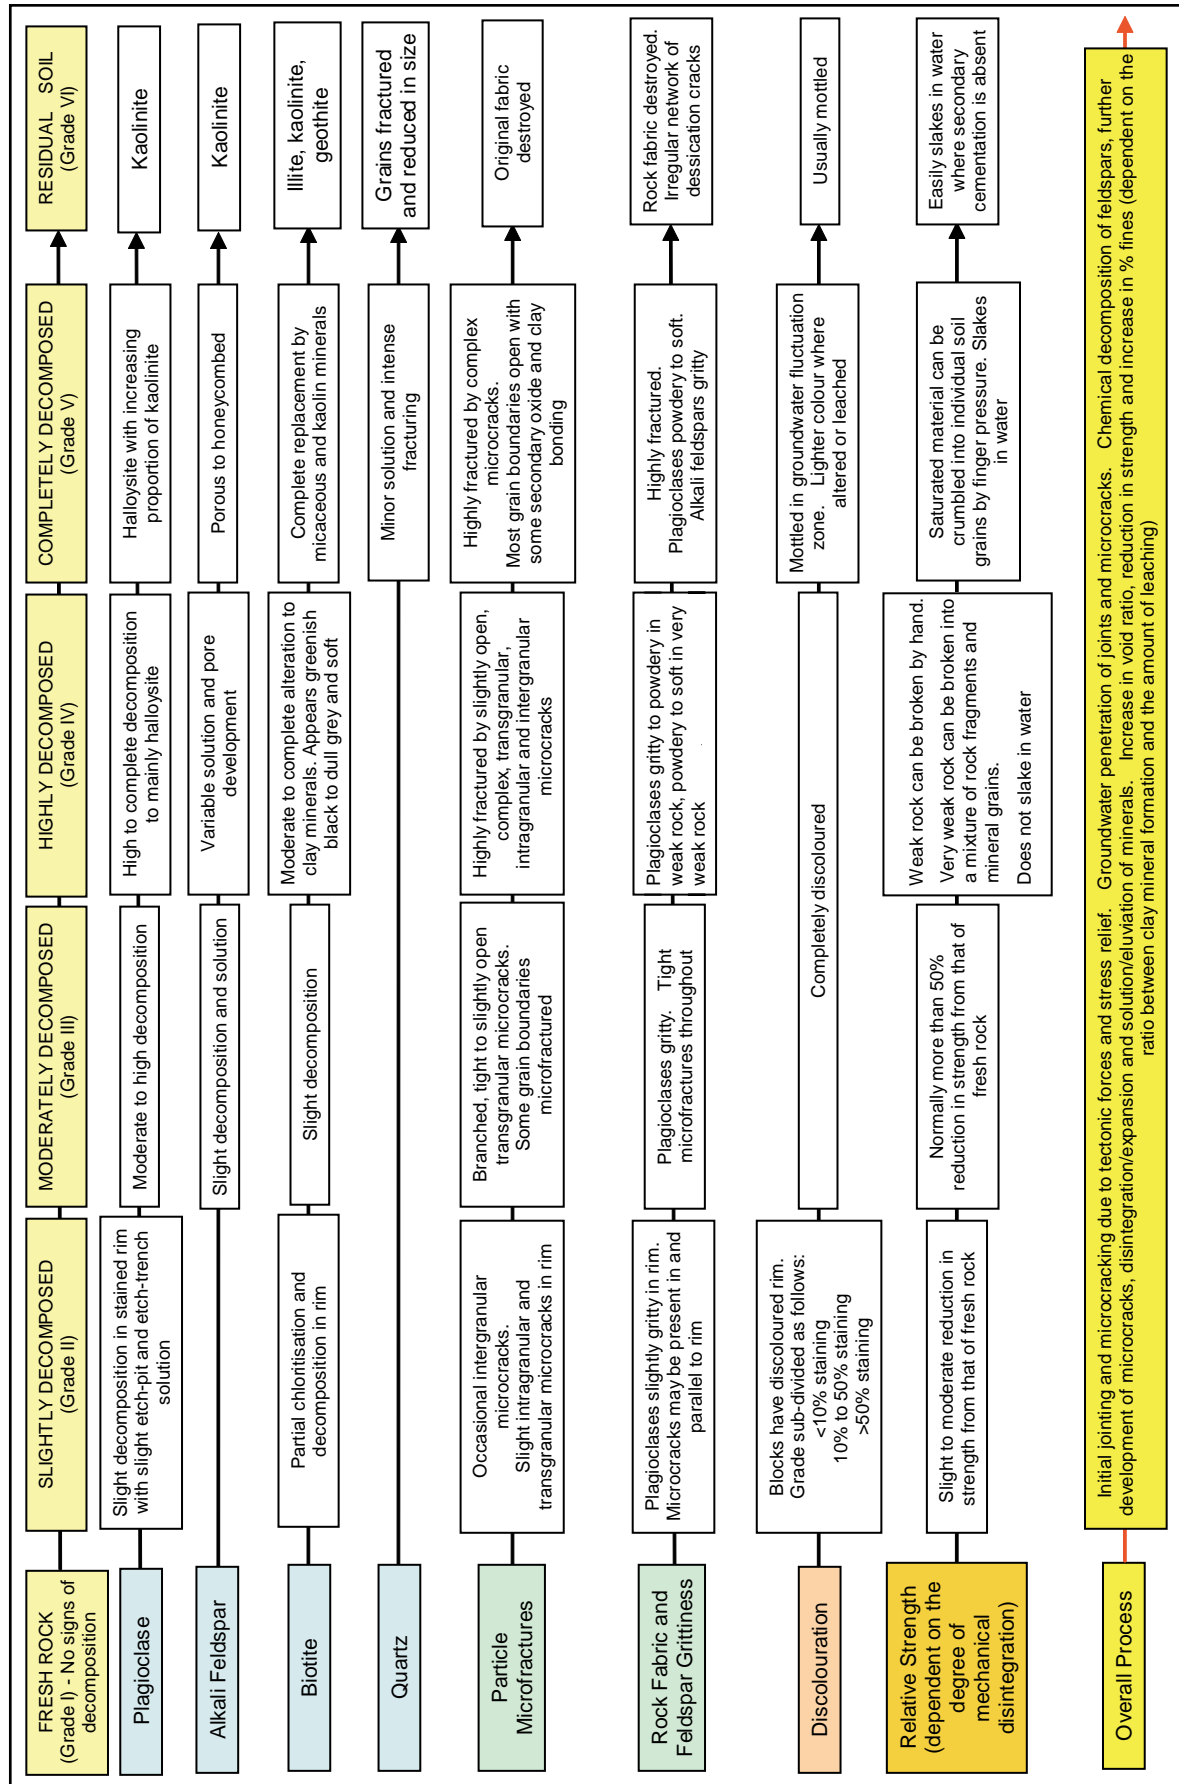 FRESH ROCK
(Grade I) - No signs of
decomposition
SLIGHTLY DECOMPOSED
(Grade II)
MODERATELY DECOMPOSED
(Grade III)
HIGHLY DECOMPOSED
(Grade IV)
COMPLETELY DECOMPOSED
(Grade V)
RESIDUAL SOIL
(Grade VI)
Plagioclase
Slight decomposition in stained rim
with slight etch-pit and etch-trench
solution
Moderate to high decomposition
High to complete decomposition
to mainly halloysite
Halloysite with increasing
proportion of kaolinite
Kaolinite
Alkali Feldspar
Slight decomposition and solution
Variable solution and pore
development
Porous to honeycombed
Kaolinite
Biotite
Partial chloritisation and
decomposition in rim
Slight decomposition
Moderate to complete alteration to
clay minerals. Appears greenish
black to dull grey and soft
Complete replacement by
micaceous and kaolin minerals
Illite, kaolinite,
geothite
Quartz
Minor solution and intense
fracturing
Grains fractured
and reduced in size
Particle
Microfractures
Occasional intergranular
microcracks.
Slight intragranular and
transgranular microcracks in rim
Branched, tight to slightly open
transgranular microcracks.
Some grain boundaries
microfractured
Highly fractured by slightly open,
complex, transgranular,
intragranular and intergranular
microcracks
Highly fractured by complex
microcracks.
Most grain boundaries open with
some secondary oxide and clay
bonding
Original fabric
destroyed
Rock Fabric and
Feldspar Grittiness
Plagioclases slightly gritty in rim.
Microcracks may be present in and
parallel to rim
Plagioclases gritty. Tight
microfractures throughout
Plagioclases gritty to powdery in
weak rock, powdery to soft in very
weak rock
Highly fractured.
Plagioclases powdery to soft.
Alkali feldspars gritty
Rock fabric destroyed.
Irregular network of
dessication cracks
Discolouration
Blocks have discoloured rim.
Grade sub-divided as follows:
<10% staining
10% to 50% staining
>50% staining
Completely discoloured
Mottled in groundwater fluctuation
zone. Lighter colour where
altered or leached
Usually mottled
Relative Strength
(dependent on the
degree of
mechanical
disintegration)
Slight to moderate reduction in
strength from that of fresh rock
Normally more than 50%
reduction in strength from that of
fresh rock
Weak rock can be broken by hand.
Very weak rock can be broken into
a mixture of rock fragments and
mineral grains.
Does not slake in water
Saturated material can be
crumbled into individual soil
grains by finger pressure. Slakes
in water
Easily slakes in water
where secondary
cementation is absent
Overall Process
Initial jointing and microcracking due to tectonic forces and stress relief. Groundwater penetration of joints and microcracks. Chemical decomposition of feldspars, further
development of microcracks, disintegration/expansion and solution/eluviation of minerals. Increase in void ratio, reduction in strength and increase in % fines (dependent on the
ratio between clay mineral formation and the amount of leaching)